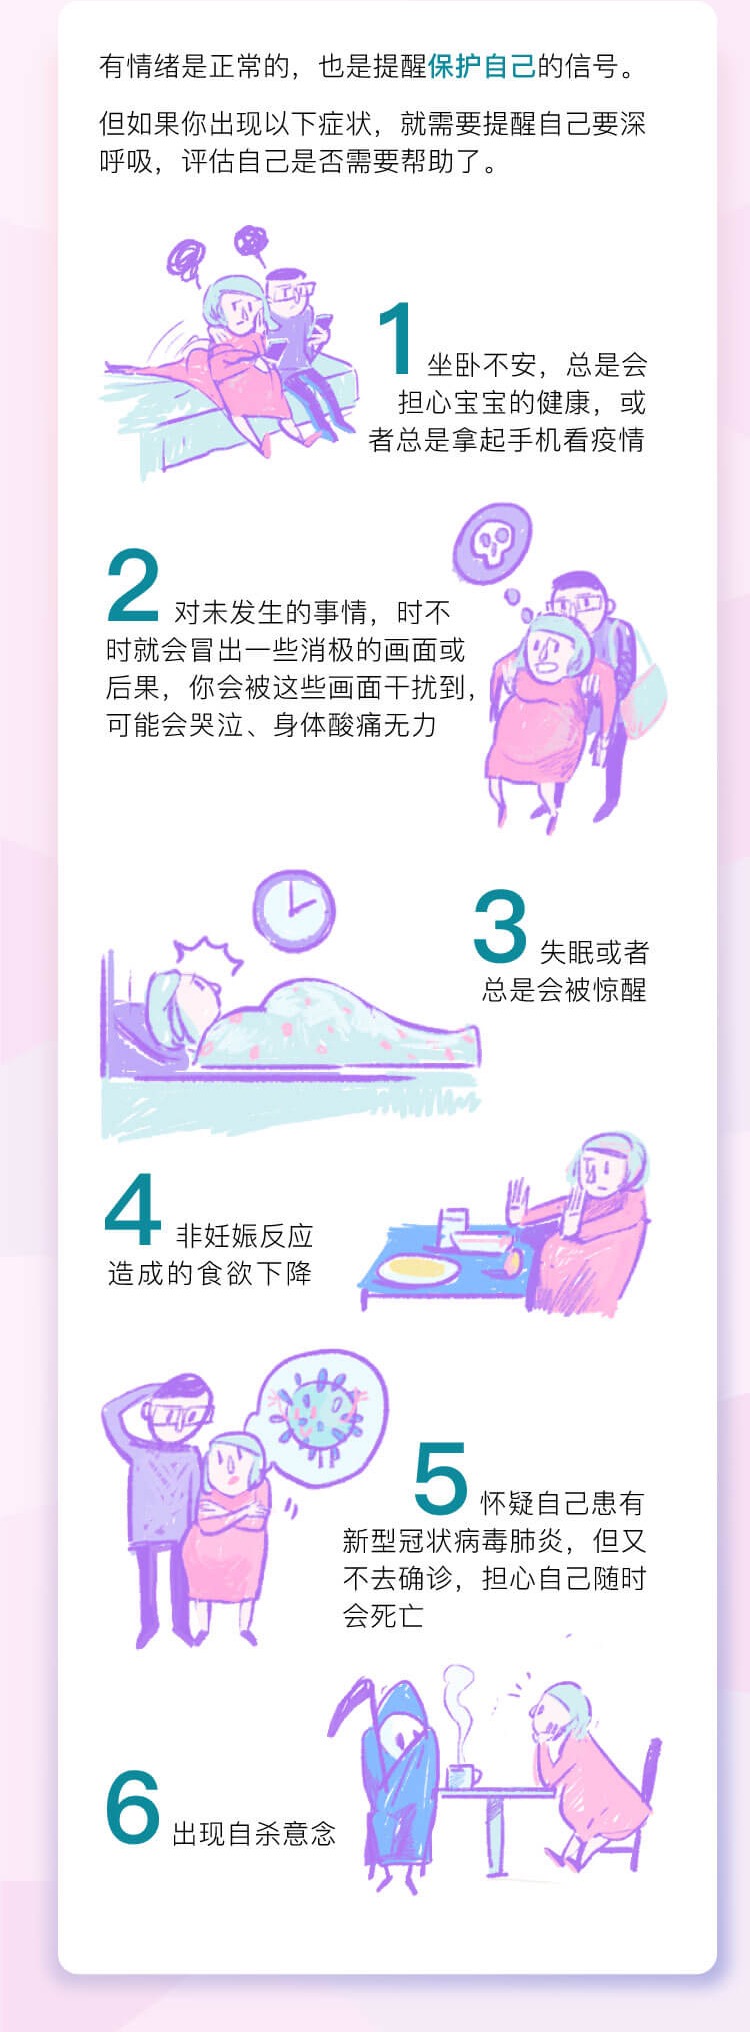 有情绪是正常的，也是提醒保护自己的信号。
但如果你出现以下症状，就需要提醒自己要深
呼吸，评估自己是否需要帮助了。
1 坐卧不安，总是会
担心宝宝的健康，或
者总是拿起手机看疫情
2 对未发生的事情，时不
时就会冒出一些消极的画面或
后果，你会被这些画面干扰到，
可能会哭泣、身体酸痛无力
3 失眠或者
总是会被惊醒
4 非妊娠反应
造成的食欲下降
5 怀疑自己患有
新型冠状病毒肺炎，但又
不去确诊，担心自己随时
会死亡
6 出现自杀意念